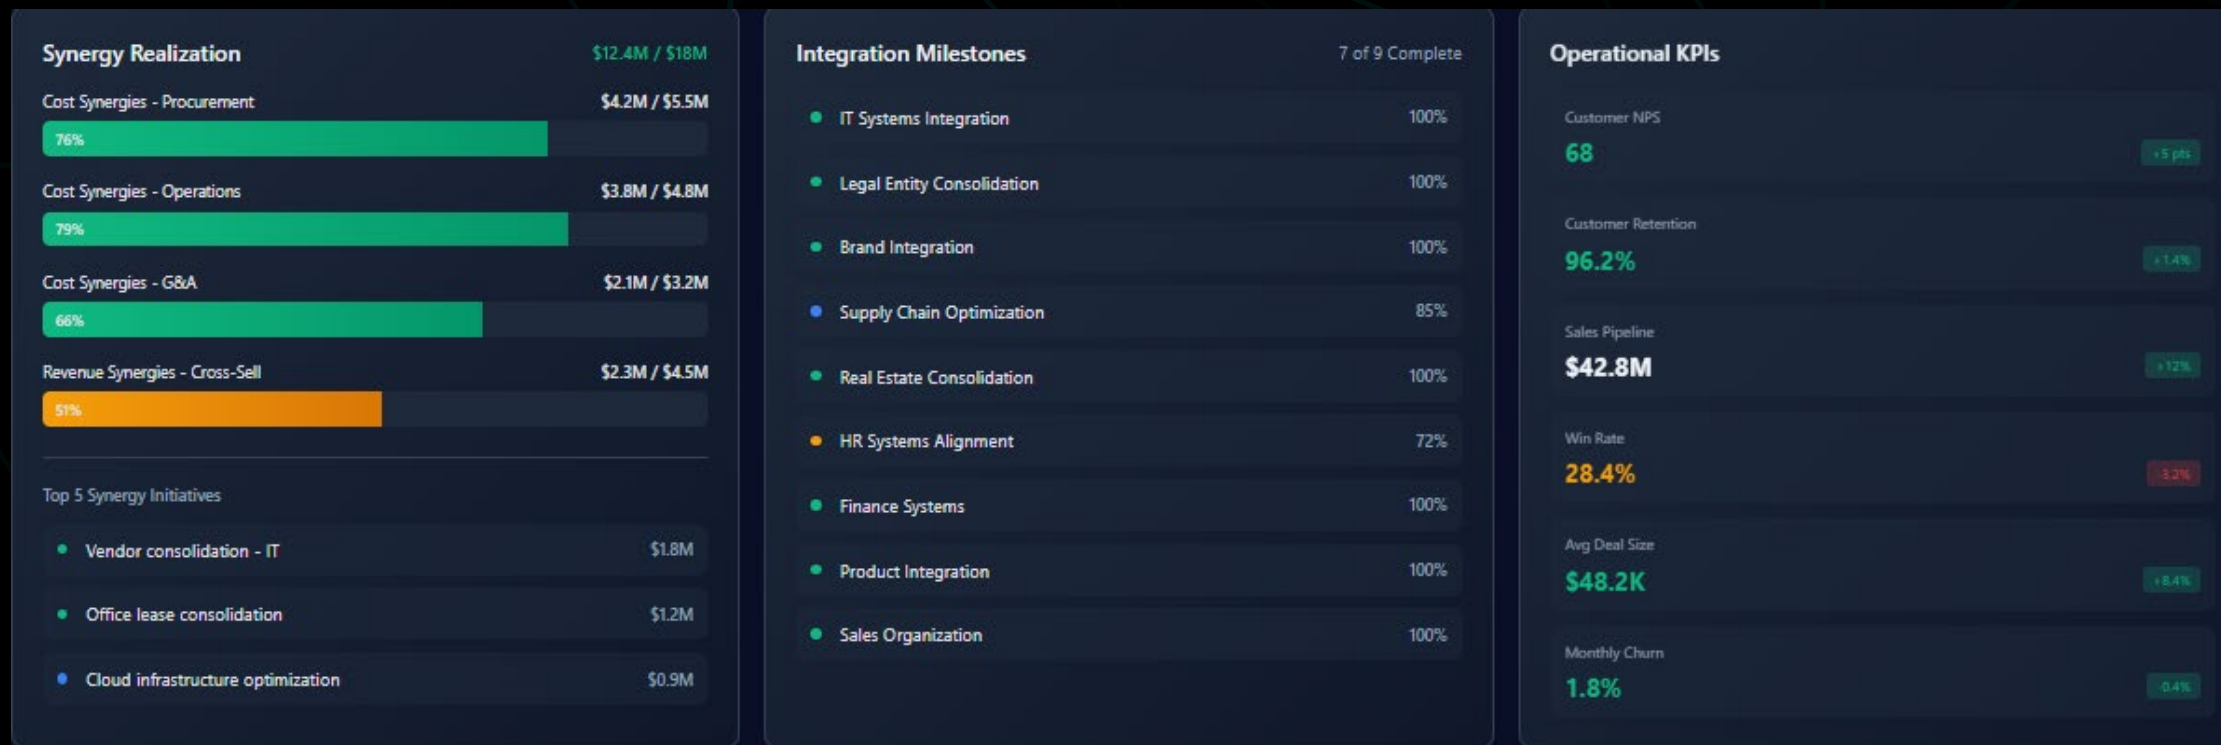 Synergy Realization
$12.4M / $18M
Cost Synergies - Procurement
$4.2M / $5.5M
76%
Cost Synergies - Operations
$3.8M / $4.8M
79%
Cost Synergies - G&A
$2.1M / $3.2M
66%
Revenue Synergies - Cross-Sell
$2.3M / $4.5M
51%
Top 5 Synergy Initiatives
Vendor consolidation - IT
$1.8M
Office lease consolidation
$1.2M
Cloud infrastructure optimization
$0.9M
Integration Milestones
7 of 9 Complete
IT Systems Integration
100%
Legal Entity Consolidation
100%
Brand Integration
100%
Supply Chain Optimization
85%
Real Estate Consolidation
100%
HR Systems Alignment
72%
Finance Systems
100%
Product Integration
100%
Sales Organization
100%
Operational KPIs
Customer NPS
68
+5 pts
Customer Retention
96.2%
+1.4%
Sales Pipeline
$42.8M
+12%
Win Rate
28.4%
-3.2%
Avg Deal Size
$48.2K
+8.4%
Monthly Churn
1.8%
-0.4%